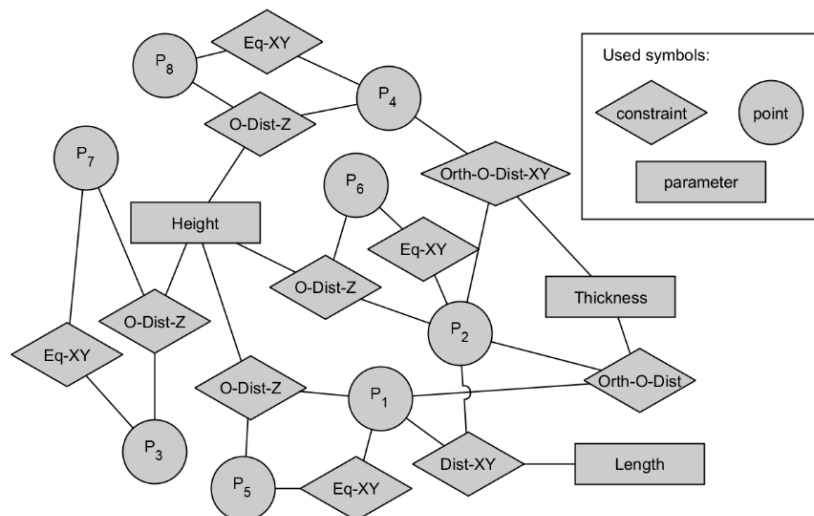 Eq-XY
P8
P4
O-Dist-Z
P7
Orth-O-Dist-XY
P6
Height
Eq-XY
O-Dist-Z
Thickness
O-Dist-Z
P2
Eq-XY
O-Dist-Z
P1
Orth-O-Dist
P3
Dist-XY
Length
P5
Eq-XY
Used symbols:
constraint
point
parameter